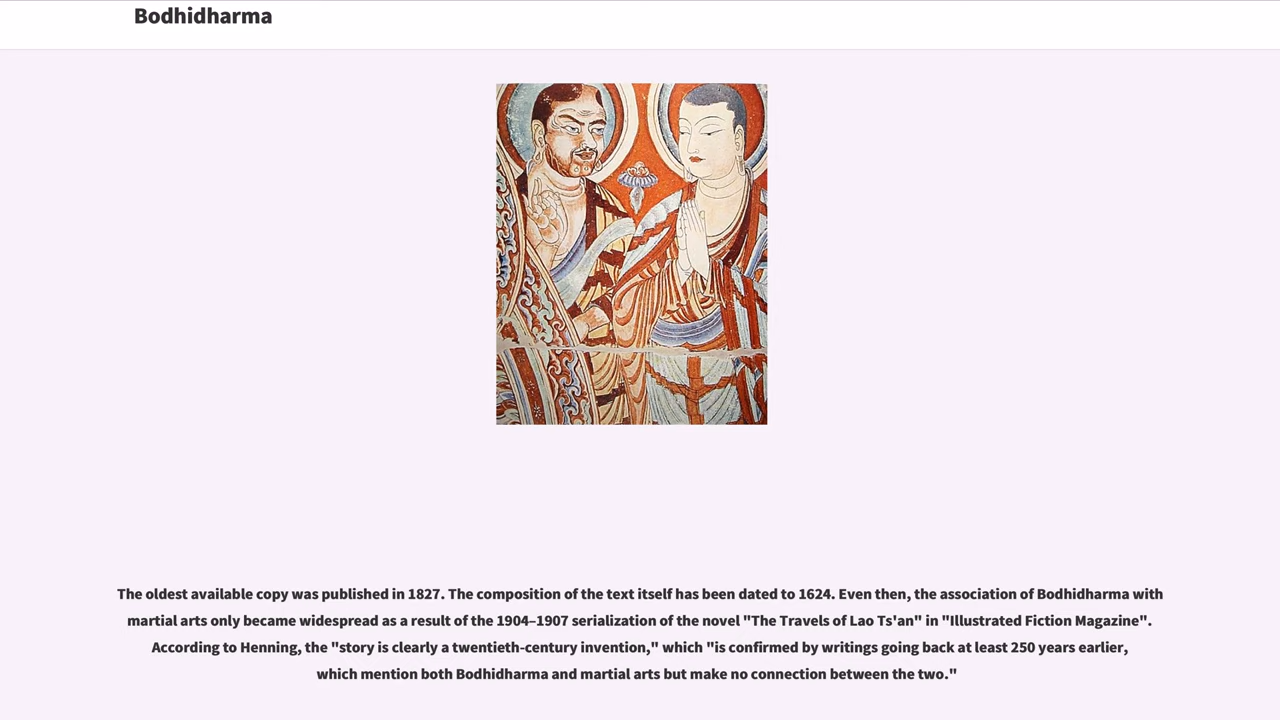 Bodhidharma
The oldest available copy was published in 1827. The composition of the text itself has been dated to 1624. Even then, the association of Bodhidharma with
martial arts only became widespread as a result of the 1904–1907 serialization of the novel "The Travels of Lao Ts'an" in "Illustrated Fiction Magazine".
According to Henning, the "story is clearly a twentieth-century invention," which "is confirmed by writings going back at least 250 years earlier,
which mention both Bodhidharma and martial arts but make no connection between the two."